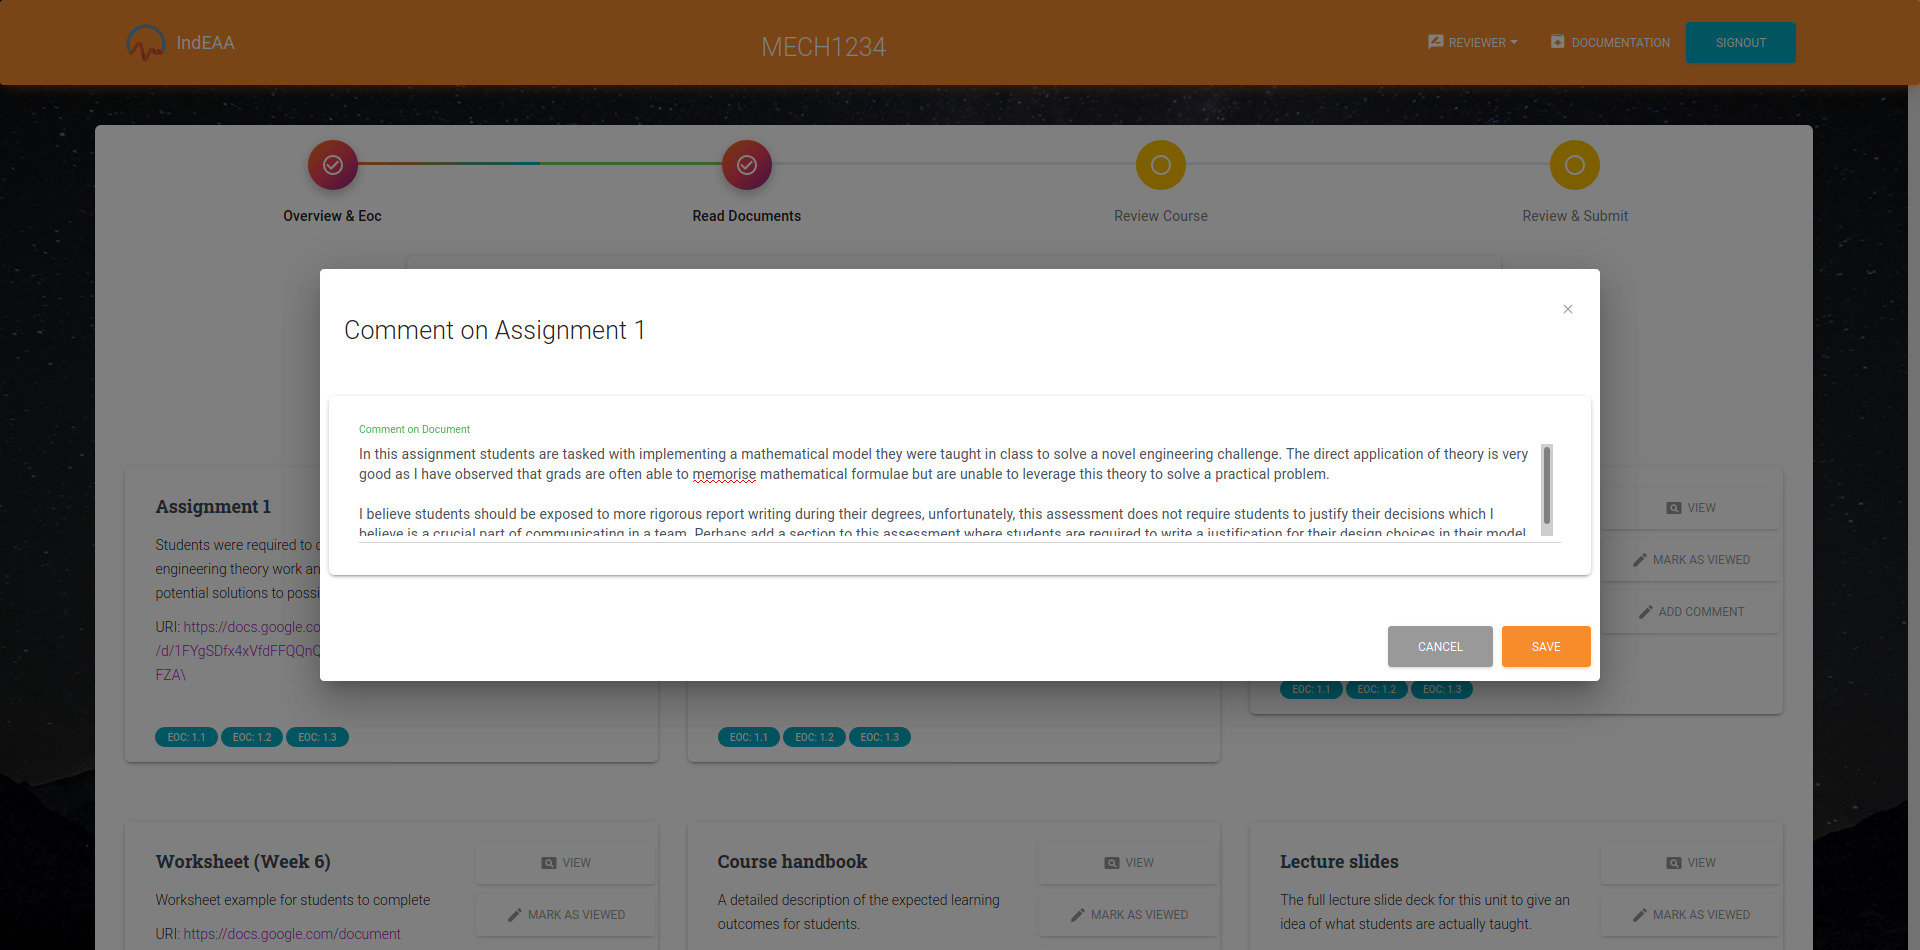 IndEAA
MECH1234
REVIEWER
DOCUMENTATION
SIGNOUT
Overview & Eoc
Read Documents
Review Course
Review & Submit
Comment on Assignment 1
×
Comment on Document
In this assignment students are tasked with implementing a mathematical model they were taught in class to solve a novel engineering challenge. The direct application of theory is very
good as I have observed that grads are often able to memorise mathematical formulae but are unable to leverage this theory to solve a practical problem.
I believe students should be exposed to more rigorous report writing during their degrees, unfortunately, this assessment does not require students to justify their decisions which I
believe is a crucial part of communicating in a team. Perhaps add a section to this assessment where students are required to write a justification for their design choices in their model
CANCEL
SAVE
Assignment 1
Students were required to
engineering theory work an
potential solutions to possi
URI: https://docs.google.co
/d/1FYgSDfx4xVfdFFQQnQ
FZA\
EOC: 1.1
EOC: 1.2
EOC: 1.3
EOC: 1.1
EOC: 1.2
EOC: 1.3
VIEW
MARK AS VIEWED
ADD COMMENT
EOC: 1.1
EOC: 1.2
EOC: 1.3
Worksheet (Week 6)
Worksheet example for students to complete
URI: https://docs.google.com/document
VIEW
MARK AS VIEWED
Course handbook
A detailed description of the expected learning
outcomes for students.
VIEW
MARK AS VIEWED
Lecture slides
The full lecture slide deck for this unit to give an
idea of what students are actually taught.
VIEW
MARK AS VIEWED